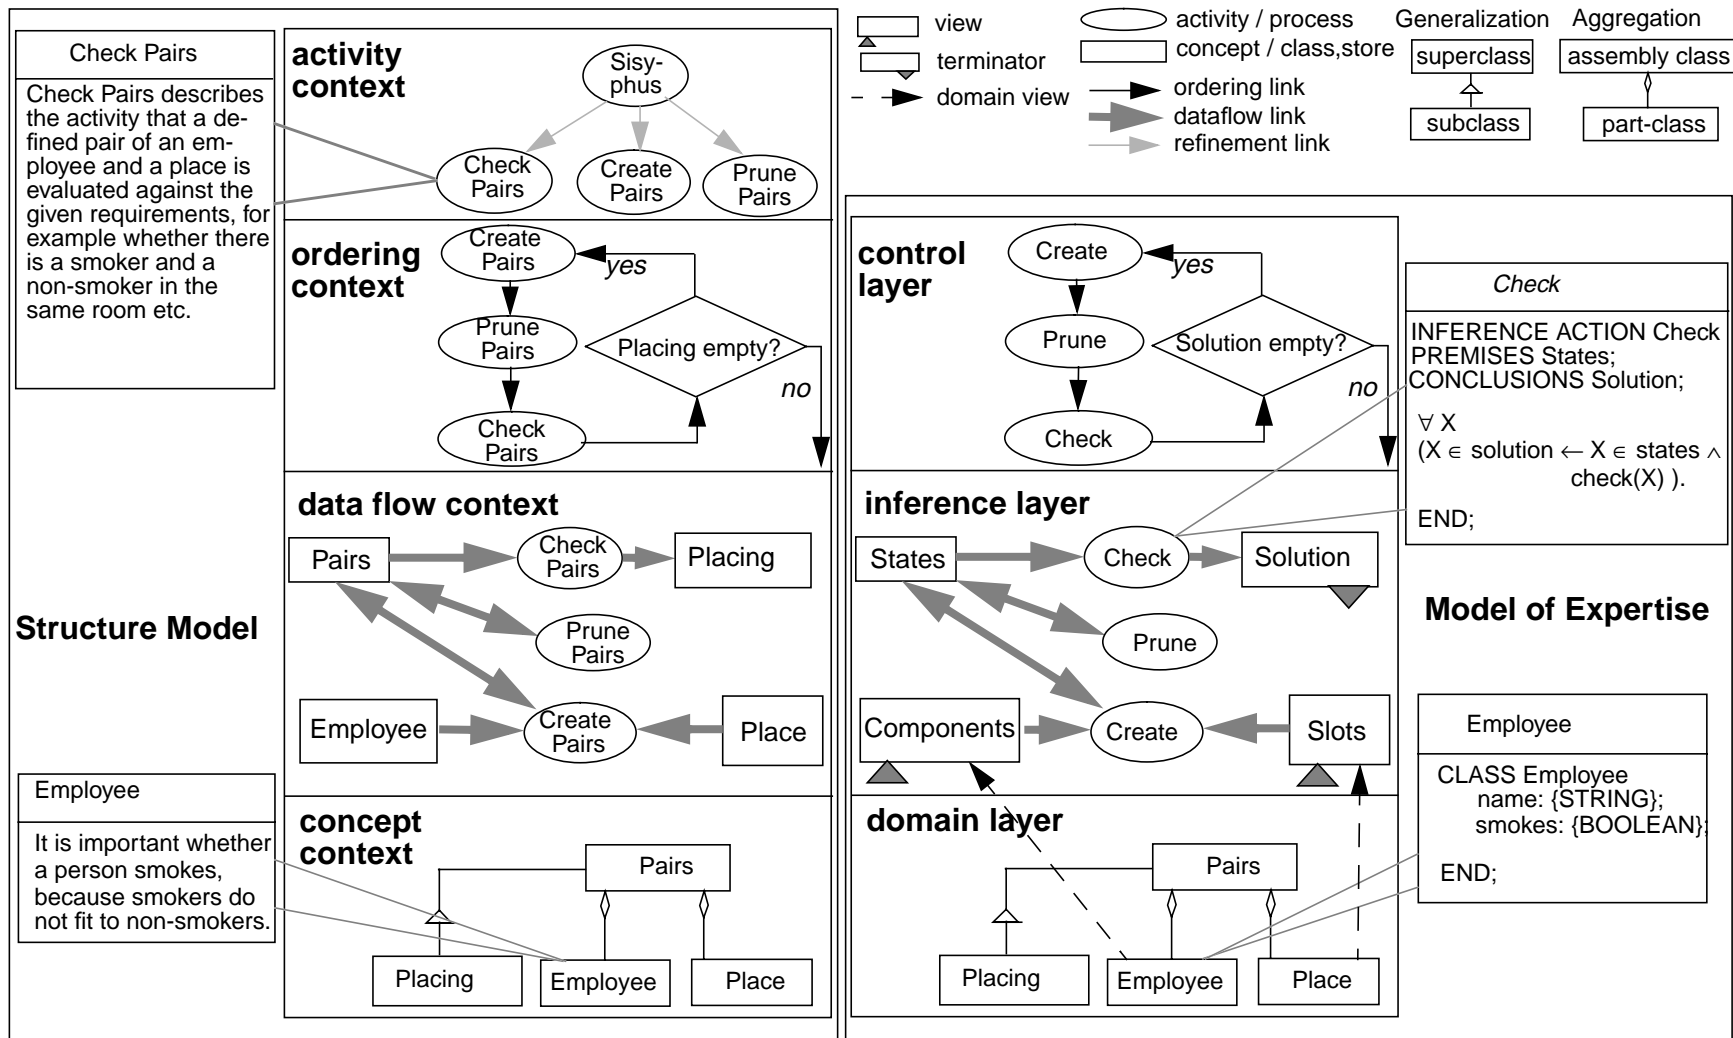 Check Pairs
Check Pairs describes
the activity that a de-
fined pair of an em-
ployee and a place is
evaluated against the
given requirements, for
example whether there
is a smoker and a
non-smoker in the
same room etc.
Structure Model
Employee
It is important whether
a person smokes,
because smokers do
not fit to non-smokers.
activity
context
Sisy-
phus
Check
Pairs
Create
Pairs
Prune
Pairs
ordering
context
Create
Pairs
yes
Prune
Pairs
Placing empty?
no
Check
Pairs
data flow context
Pairs
Check
Pairs
Placing
Prune
Pairs
Employee
Create
Pairs
Place
concept
context
Pairs
Placing
Employee
Place
view
terminator
domain view
activity / process
concept / class,store
ordering link
dataflow link
refinement link
Generalization
superclass
subclass
Aggregation
assembly class
part-class
control
layer
Create
yes
Prune
Solution empty?
no
Check
inference layer
States
Check
Solution
Prune
Components
Create
Slots
domain layer
Pairs
Placing
Employee
Place
Check
INFERENCE ACTION Check
PREMISES States;
CONCLUSIONS Solution;
∀ X
(X ∈ solution ← X ∈ states ∧
check(X) ).
END;
Model of Expertise
Employee
CLASS Employee
name: {STRING};
smokes: {BOOLEAN};
END;